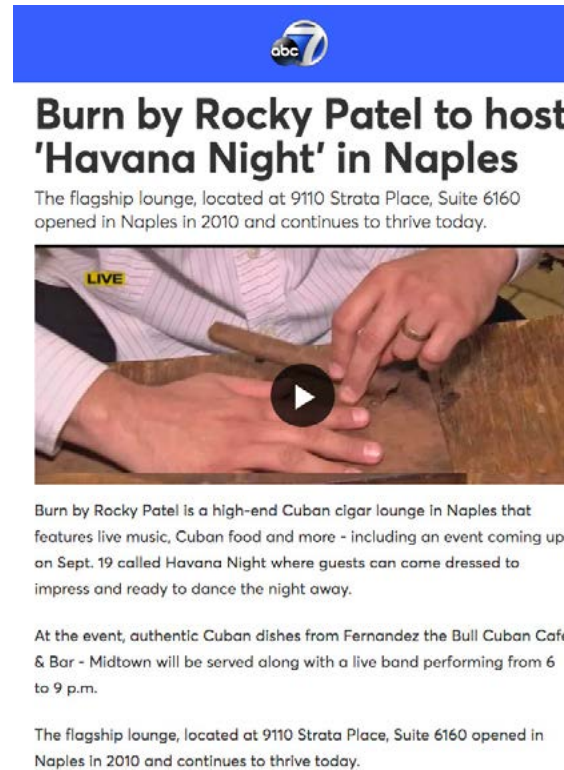 abc 7
Burn by Rocky Patel to host
'Havana Night' in Naples
The flagship lounge, located at 9110 Strata Place, Suite 6160
opened in Naples in 2010 and continues to thrive today.
LIVE
Burn by Rocky Patel is a high-end Cuban cigar lounge in Naples that
features live music, Cuban food and more - including an event coming up
on Sept. 19 called Havana Night where guests can come dressed to
impress and ready to dance the night away.
At the event, authentic Cuban dishes from Fernandez the Bull Cuban Cafe
& Bar - Midtown will be served along with a live band performing from 6
to 9 p.m.
The flagship lounge, located at 9110 Strata Place, Suite 6160 opened in
Naples in 2010 and continues to thrive today.